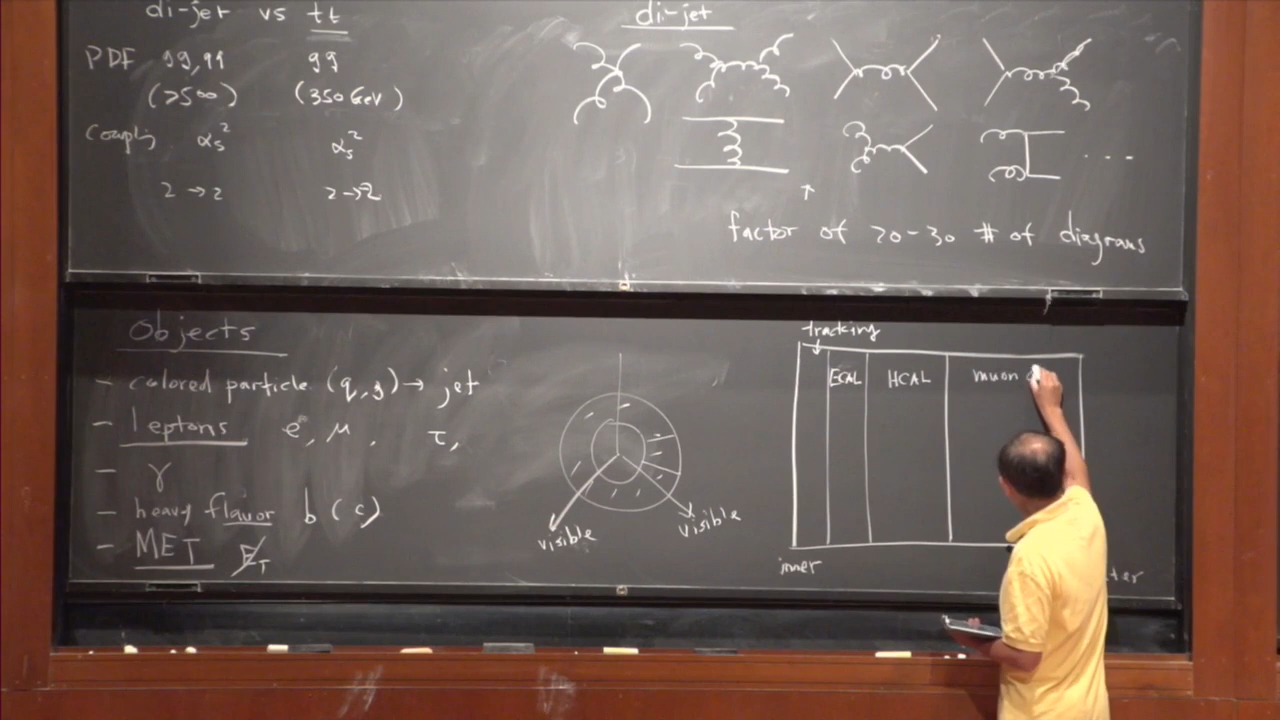 di-jet vs tt
PDF gg, qq gg
(>500) (350 GeV)
Coupling αs² αs²
2 → 2 2 → 2
di-jet
...
↑
factor of 20-30 # of diagrams
Objects
- colored particle (q, g) → jet
- leptons e, μ, τ,
- γ
- heavy flavor b (c)
- MET E̸T
visible
visible
tracking
ECAL HCAL muon
inner